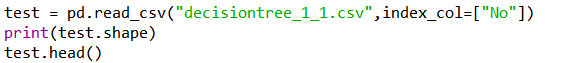 test = pd.read_csv("decisiontree_1_1.csv",index_col=["No"])
print(test.shape)
test.head()